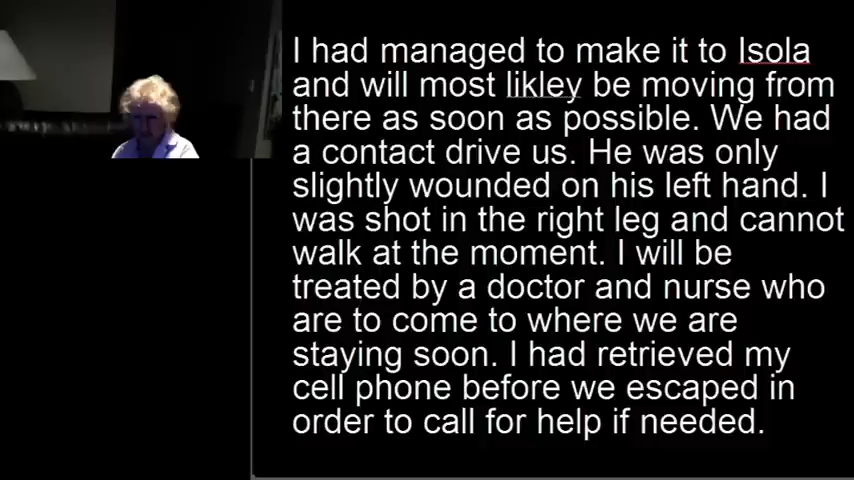 I had managed to make it to Isola
and will most likley be moving from
there as soon as possible. We had
a contact drive us. He was only
slightly wounded on his left hand. I
was shot in the right leg and cannot
walk at the moment. I will be
treated by a doctor and nurse who
are to come to where we are
staying soon. I had retrieved my
cell phone before we escaped in
order to call for help if needed.